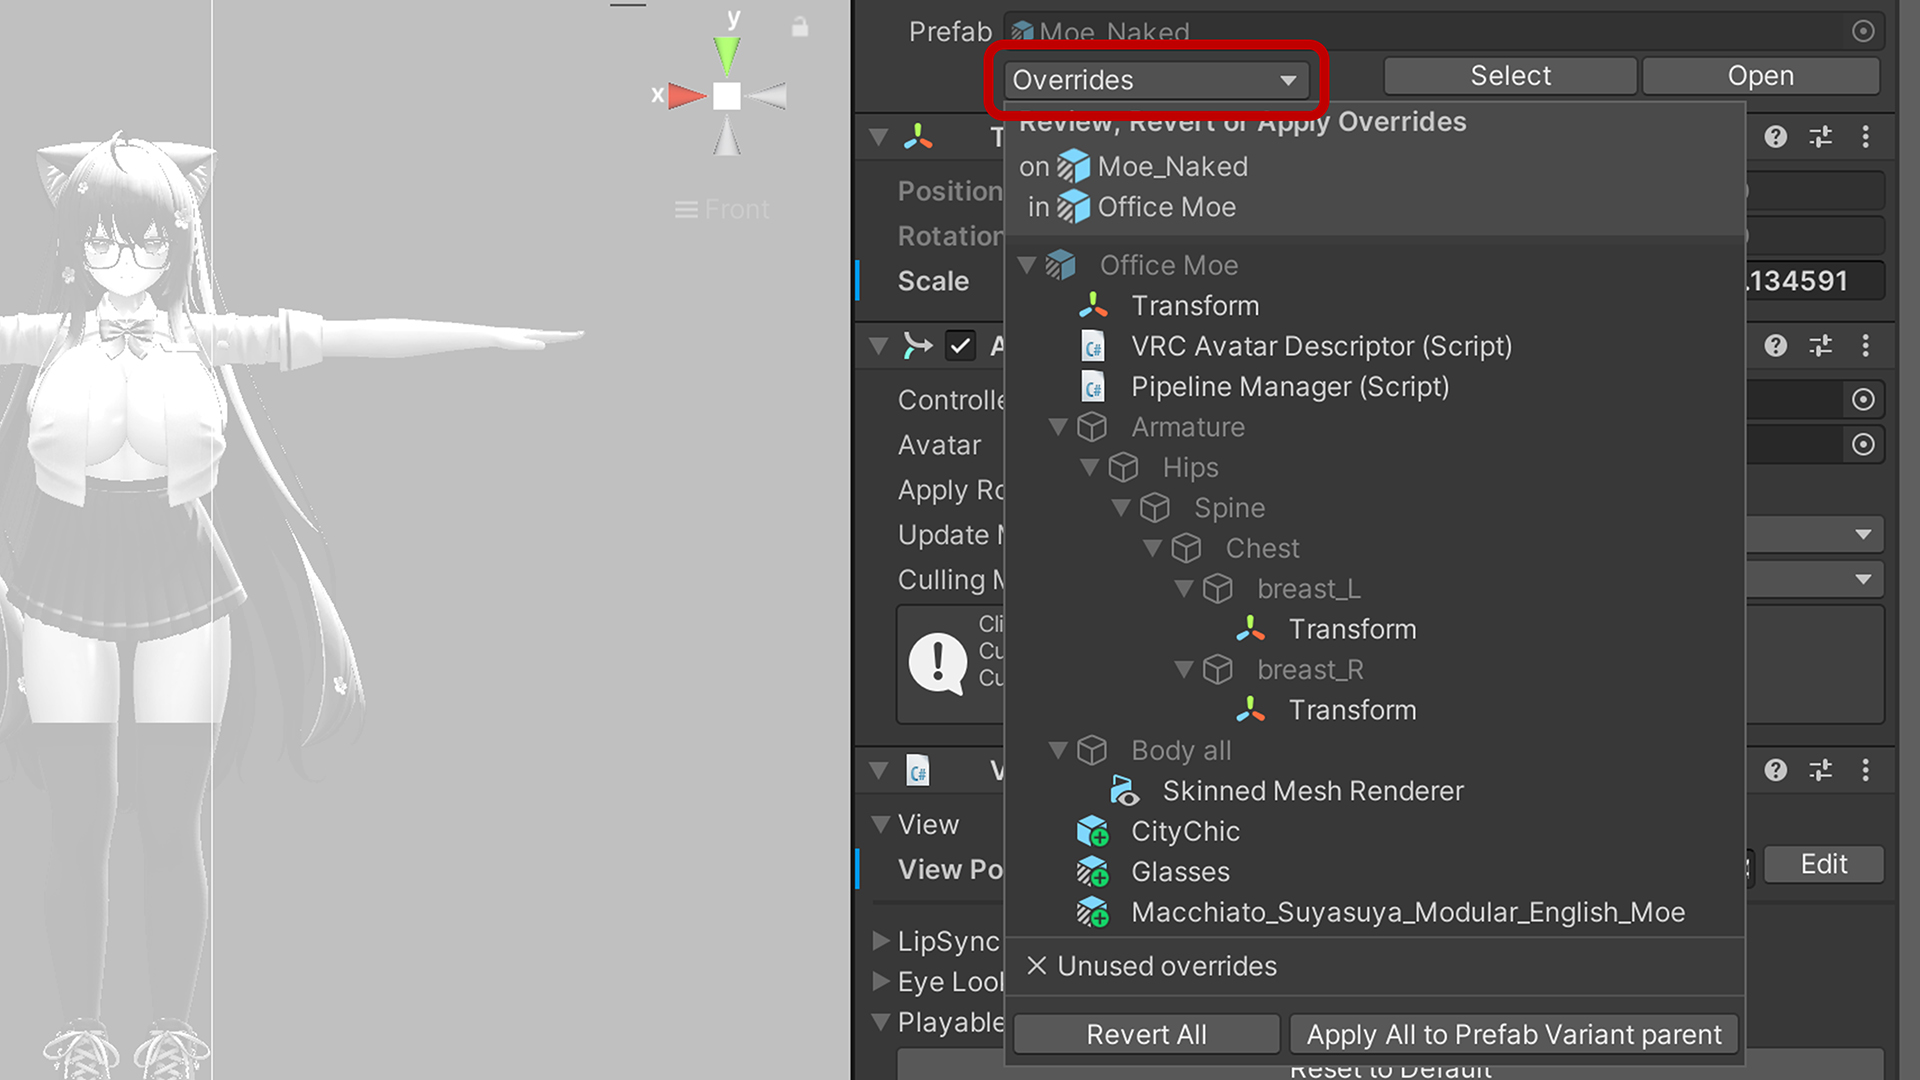 y
x
Front
Prefab
Moe_Naked
Overrides
Select
Open
Review, Revert or Apply Overrides
on Moe_Naked
in Office Moe
T
Position
Rotation
Scale
.134591
A
Controlle
Avatar
Apply Ro
Update M
Culling M
Cli
Cu
Cu
Office Moe
Transform
VRC Avatar Descriptor (Script)
Pipeline Manager (Script)
Armature
Hips
Spine
Chest
breast_L
Transform
breast_R
Transform
Body all
Skinned Mesh Renderer
CityChic
Glasses
Macchiato_Suyasuya_Modular_English_Moe
Unused overrides
Revert All
Apply All to Prefab Variant parent
V
View
View Po
Edit
LipSync
Eye Look
Playable
Reset to Default